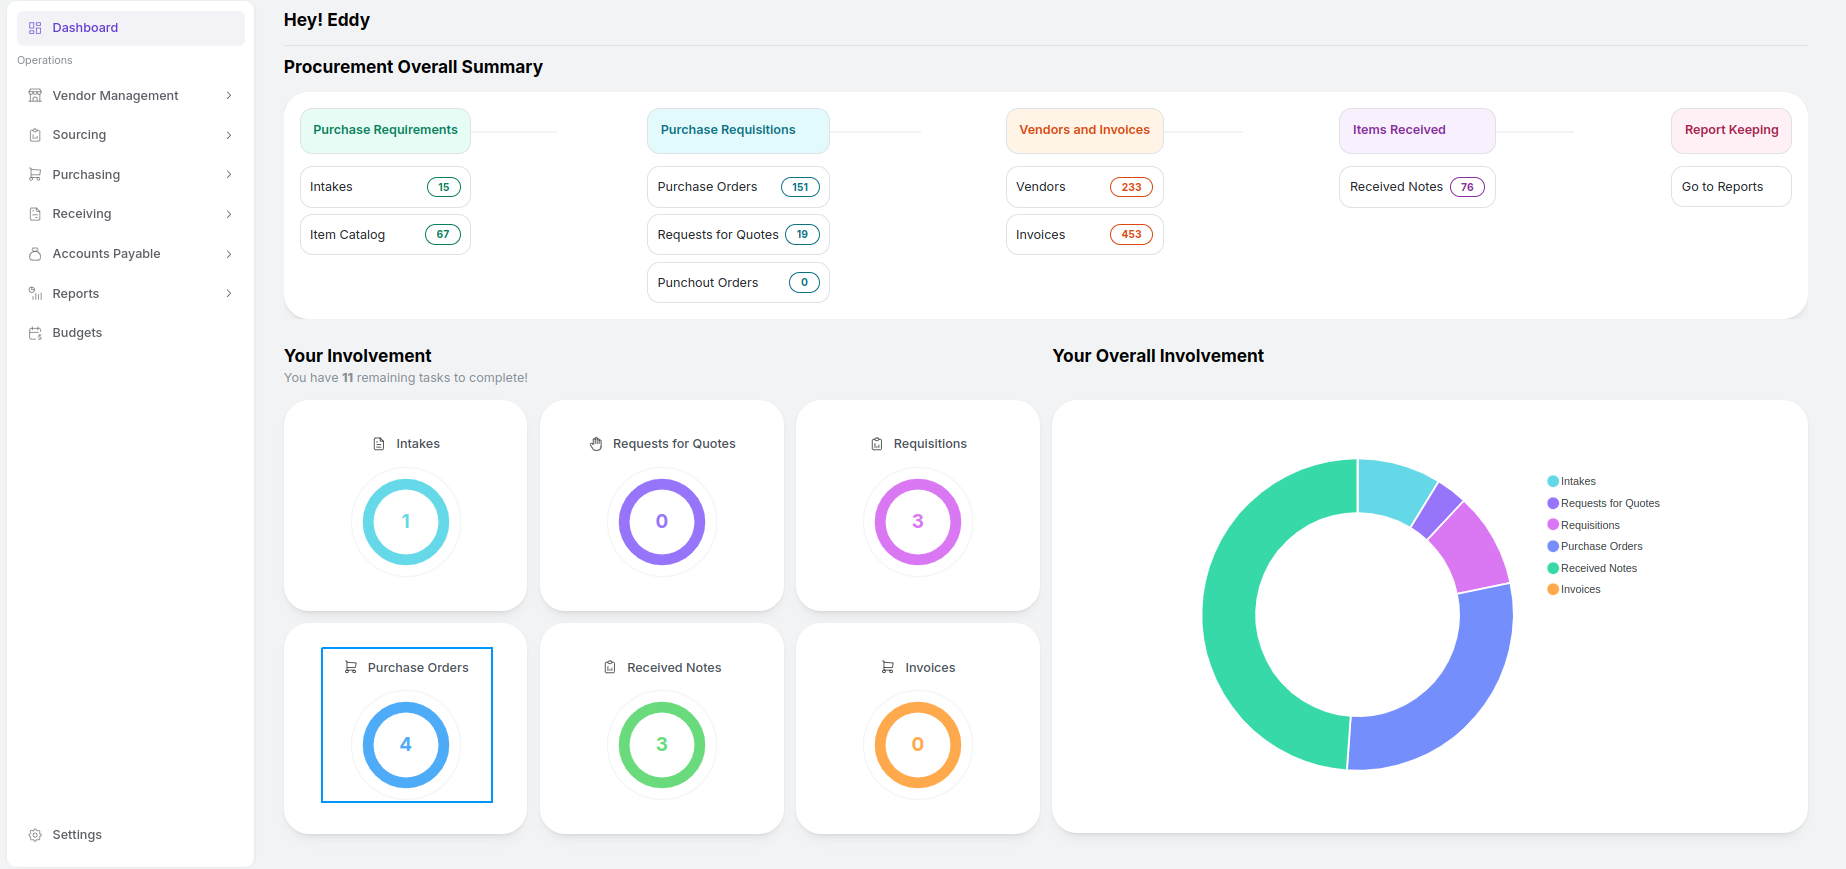 Dashboard
Operations
Vendor Management
Sourcing
Purchasing
Receiving
Accounts Payable
Reports
Budgets
Settings
Hey! Eddy
Procurement Overall Summary
Purchase Requirements
Intakes 15
Item Catalog 67
Purchase Requisitions
Purchase Orders 151
Requests for Quotes 19
Punchout Orders 0
Vendors and Invoices
Vendors 233
Invoices 453
Items Received
Received Notes 76
Report Keeping
Go to Reports
Your Involvement
You have 11 remaining tasks to complete!
Intakes
1
Requests for Quotes
0
Requisitions
3
Purchase Orders
4
Received Notes
3
Invoices
0
Your Overall Involvement
Intakes
Requests for Quotes
Requisitions
Purchase Orders
Received Notes
Invoices